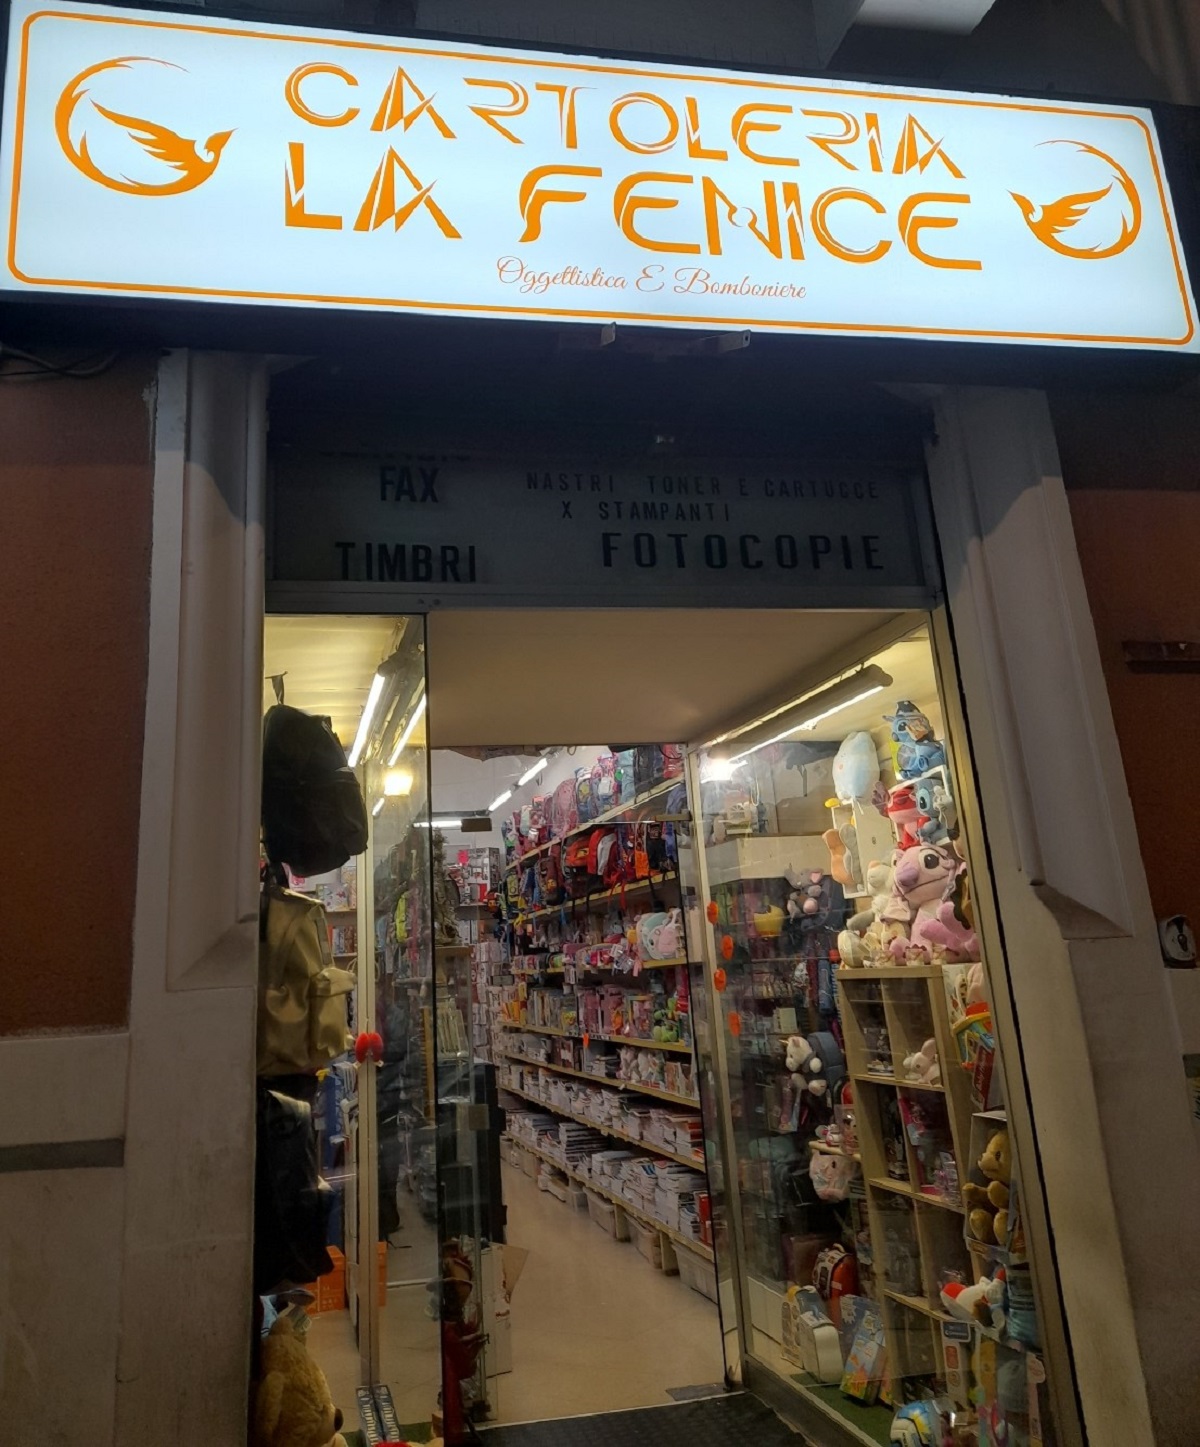 CARTOLERIA
LA FENICE
Oggettistica E Bomboniere
FAX
NASTRI TONER E CARTUCCE
X STAMPANTI
TIMBRI
FOTOCOPIE